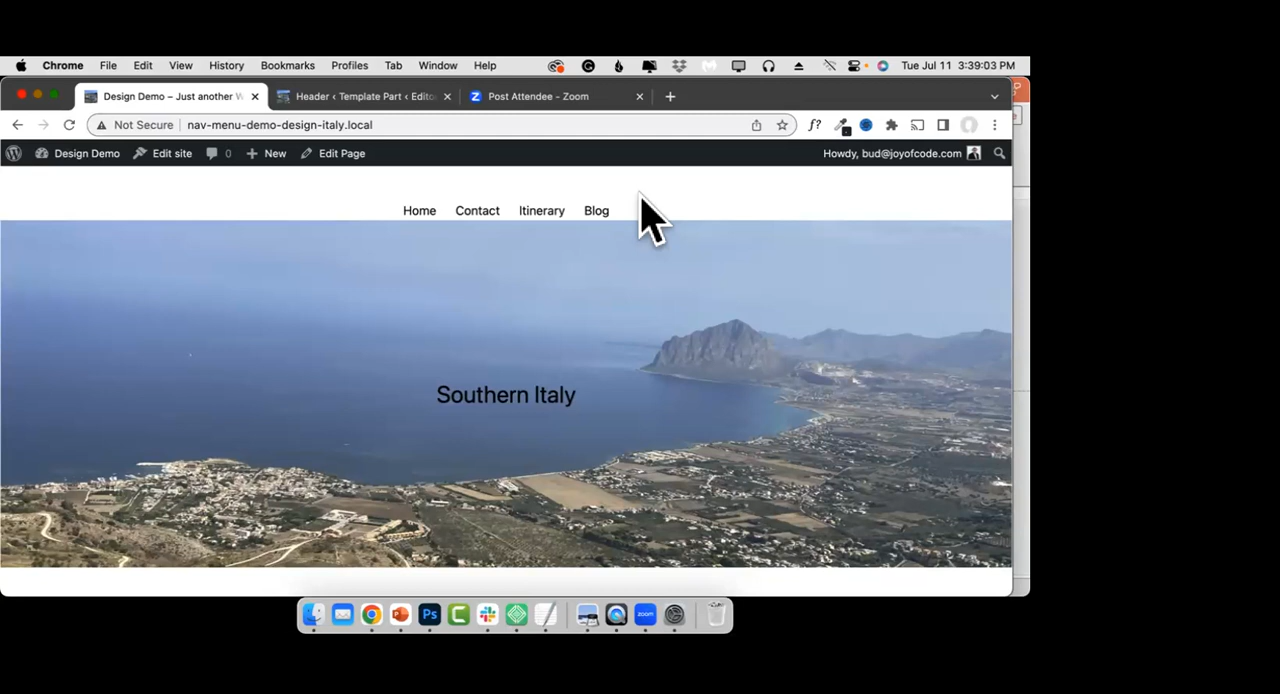 Chrome File Edit View History Bookmarks Profiles Tab Window Help Tue Jul 11 3:39:03 PM
Design Demo – Just another W Header ‹ Template Part ‹ Edito Post Attendee - Zoom
Not Secure nav-menu-demo-design-italy.local f?
Design Demo Edit site 0 New Edit Page Howdy, bud@joyofcode.com
Home Contact Itinerary Blog
Southern Italy
Ps zoom